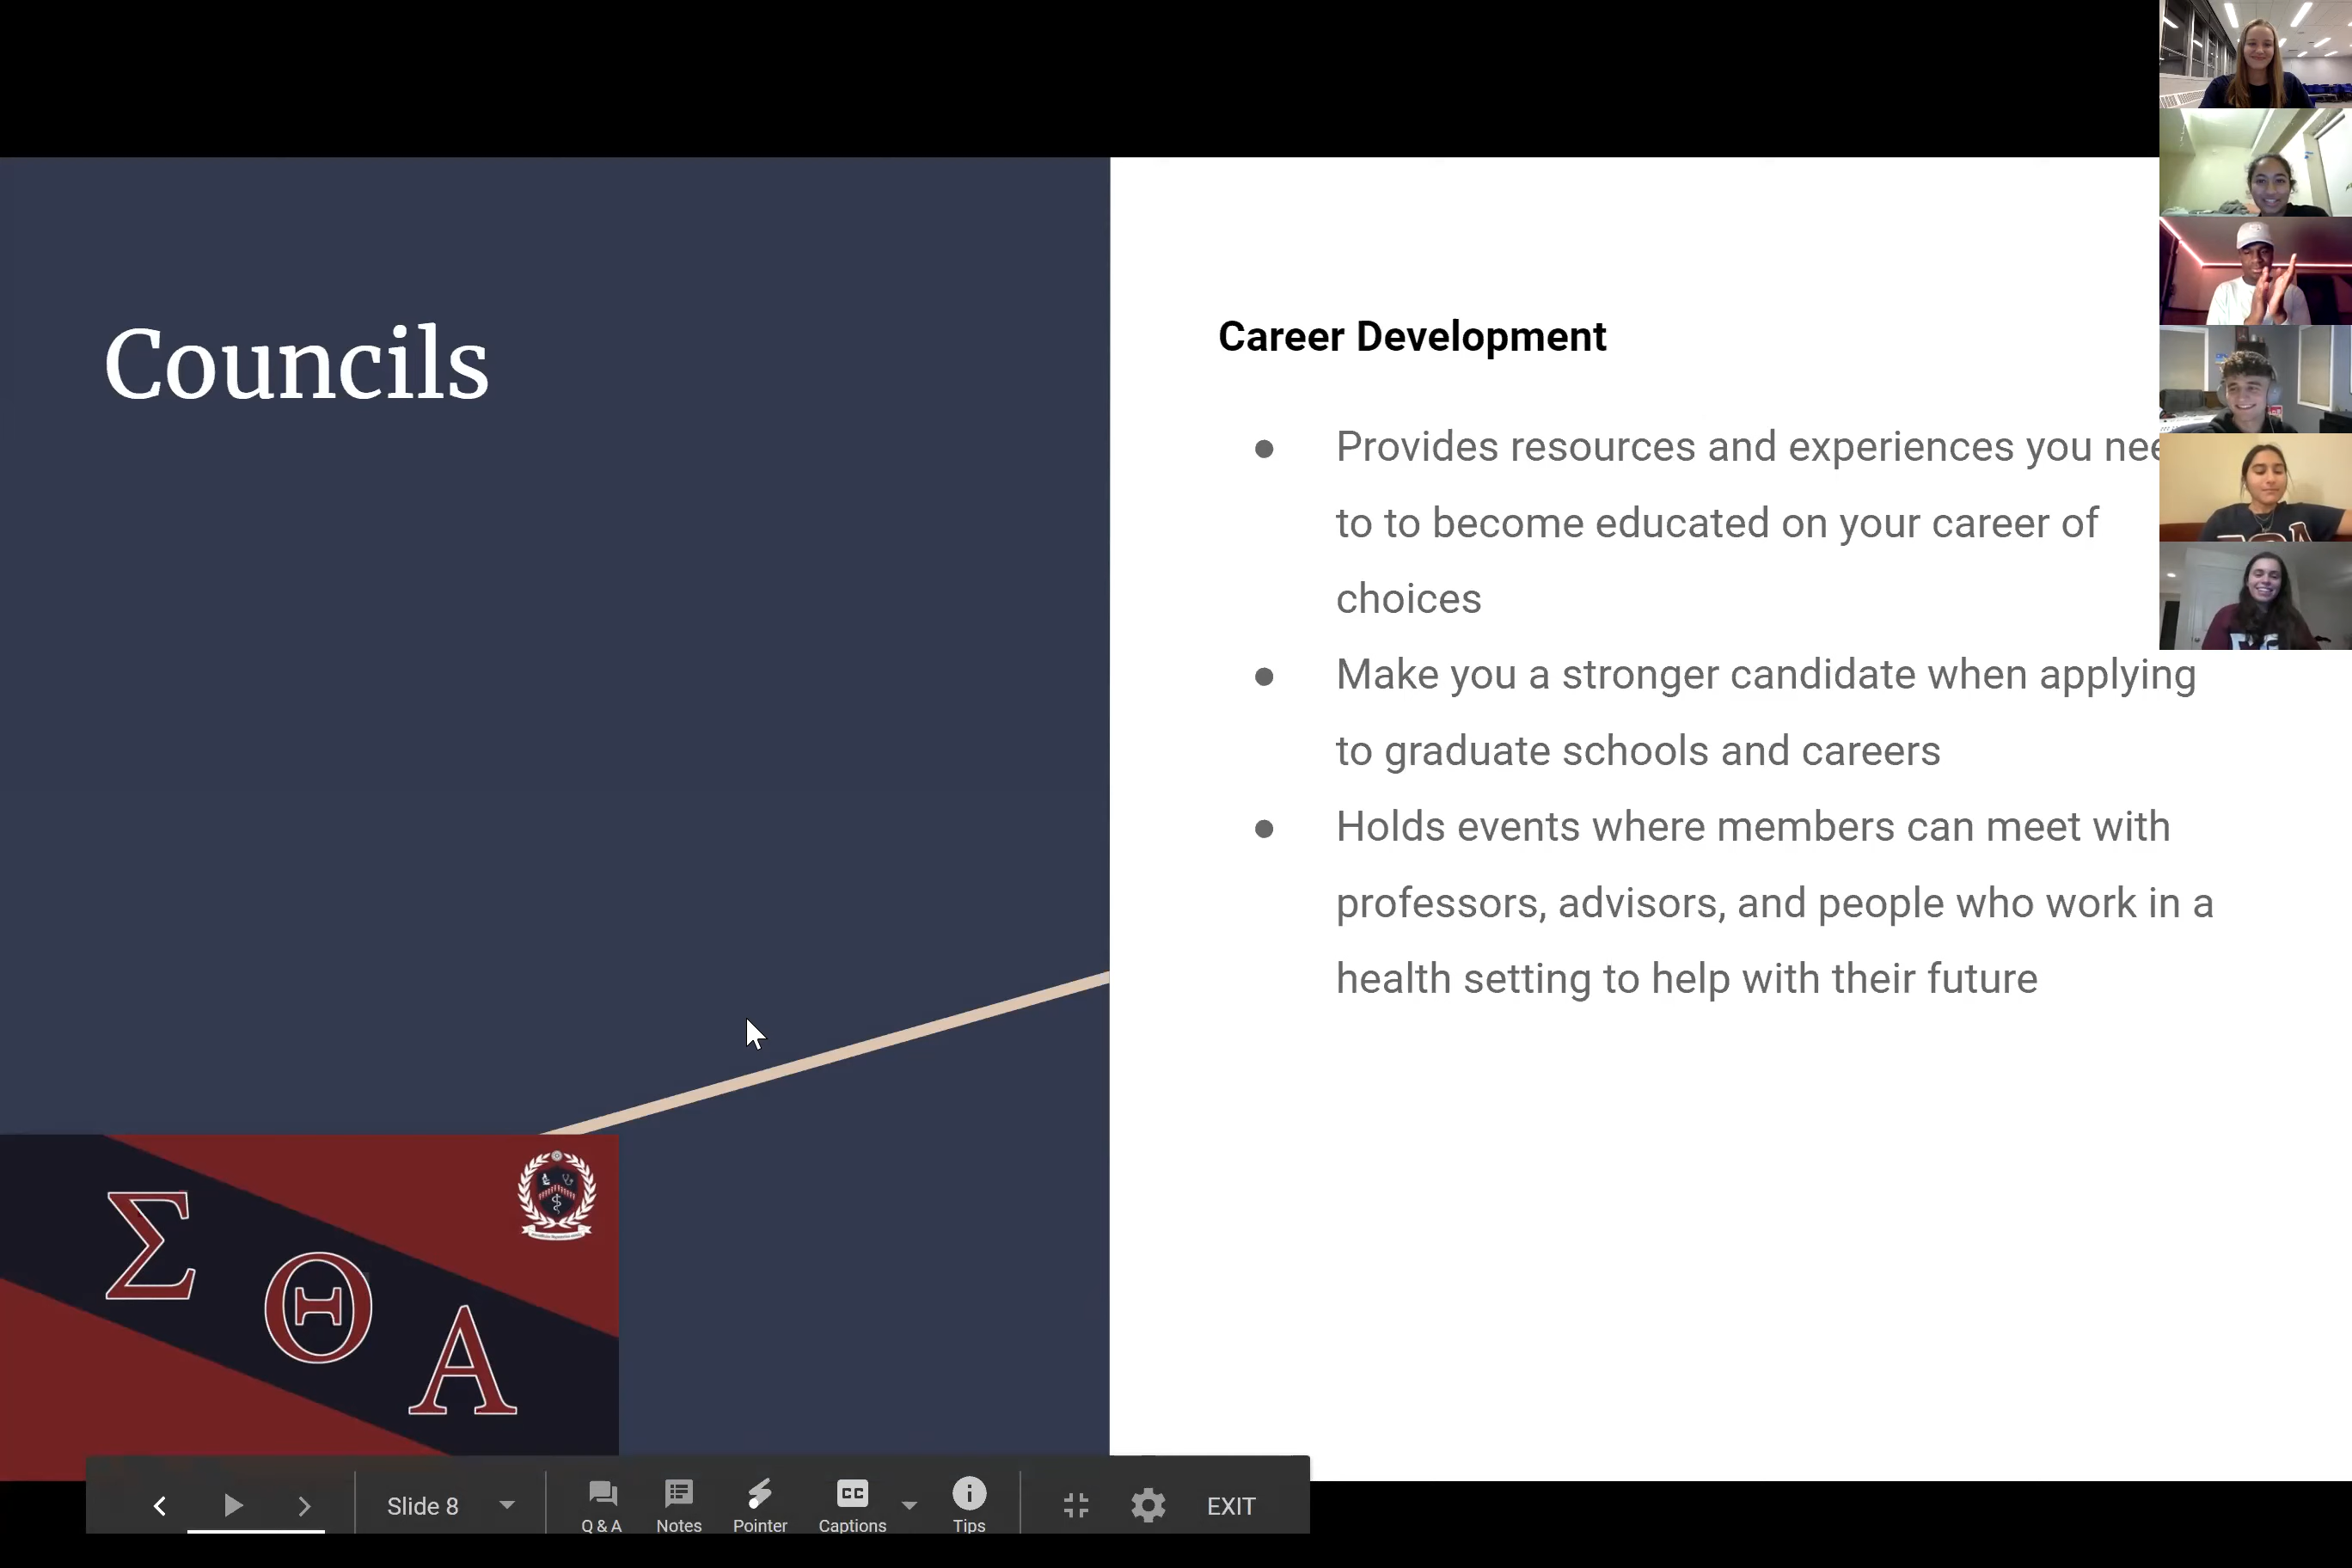 Councils
Career Development
● Provides resources and experiences you nee
to to become educated on your career of
choices
● Make you a stronger candidate when applying
to graduate schools and careers
● Holds events where members can meet with
professors, advisors, and people who work in a
health setting to help with their future
Σ
Θ
Α
Slide 8
Q & A
Notes
Pointer
CC
Captions
Tips
EXIT